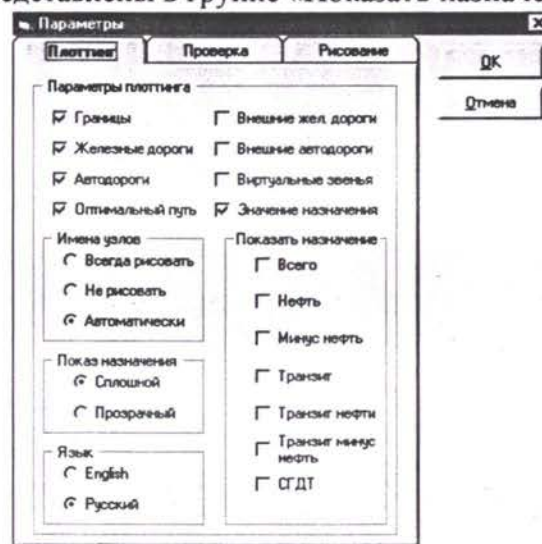 в группе «Показать
Параметры
Плоттинг
Проверка
Рисование
OK
Отмена
Параметры плоттинга
Границы
Внешние жел. дороги
Железные дороги
Внешние автодороги
Автодороги
Виртуальные звенья
Оптимальный путь
Значение назначения
Имена узлов
Всегда рисовать
Не рисовать
Автоматически
Показ назначения
Сплошной
Прозрачный
Язык
English
Русский
Показать назначение
Всего
Нефть
Минус нефть
Транзит
Транзит нефти
Транзит минус
нефть
СГДТ